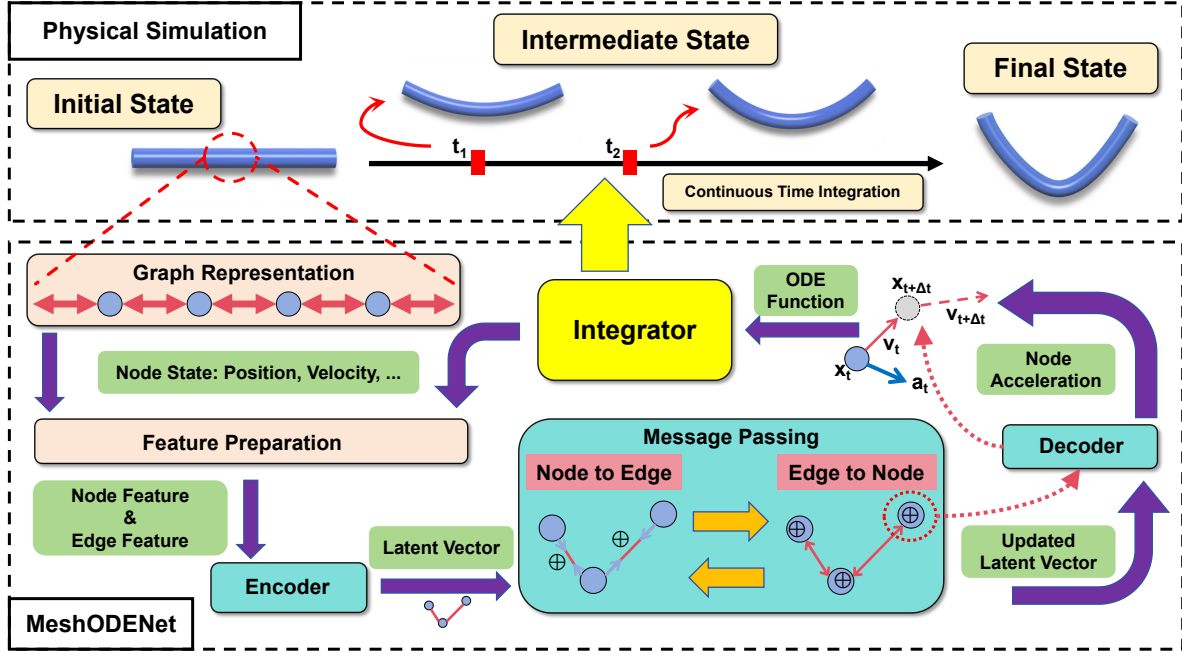 Physical Simulation
Intermediate State
Final State
Initial State
t₁
t₂
Continuous Time Integration
Graph Representation
ODE
Function
xₜ₊Δₜ
vₜ₊Δₜ
Integrator
vₜ
xₜ
aₜ
Node
Acceleration
Node State: Position, Velocity, ...
Feature Preparation
Message Passing
Decoder
Node to Edge
Edge to Node
Node Feature
&
Edge Feature
Latent Vector
Updated
Latent Vector
Encoder
MeshODENet